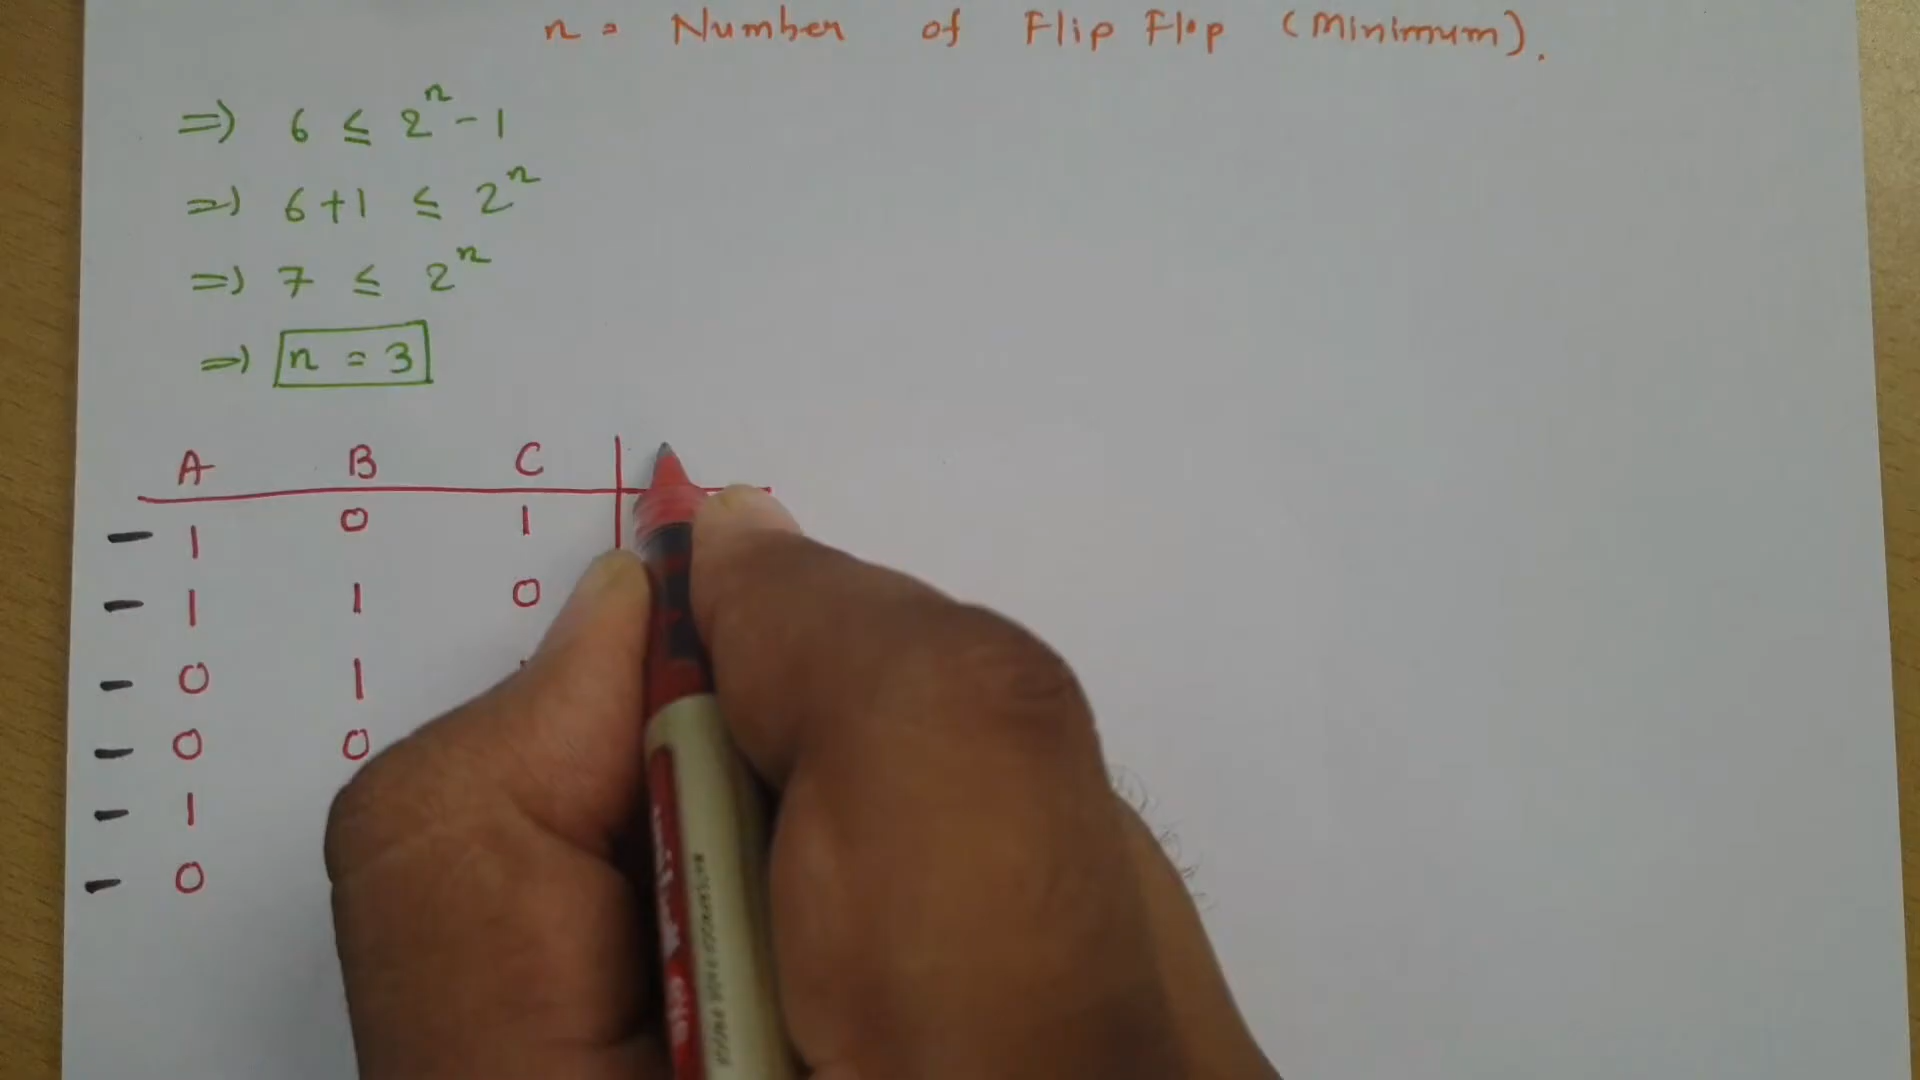 n = Number of Flip Flop (Minimum).
=) 6 ≤ 2^n - 1
=) 6+1 ≤ 2^n
=) 7 ≤ 2^n
=) n = 3
A B C
- 1 0 1
- 1 1 0
- 0 1
- 0 0
- 1
- 0